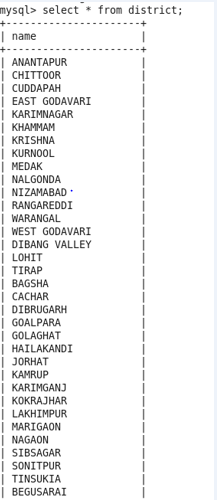 mysql> select * from district;
+----------------------+
| name                 |
+----------------------+
| ANANTAPUR            |
| CHITTOOR             |
| CUDDAPAH             |
| EAST GODAVARI        |
| KARIMNAGAR           |
| KHAMMAM              |
| KRISHNA              |
| KURNOOL              |
| MEDAK                |
| NALGONDA             |
| NIZAMABAD            |
| RANGAREDDI           |
| WARANGAL             |
| WEST GODAVARI        |
| DIBANG VALLEY        |
| LOHIT                |
| TIRAP                |
| BAGSHA               |
| CACHAR               |
| DIBRUGARH            |
| GOALPARA             |
| GOLAGHAT             |
| HAILAKANDI           |
| JORHAT               |
| KAMRUP               |
| KARIMGANJ            |
| KOKRAJHAR            |
| LAKHIMPUR            |
| MARIGAON             |
| NAGAON               |
| SIBSAGAR             |
| SONITPUR             |
| TINSUKIA             |
| BEGUSARAI            |